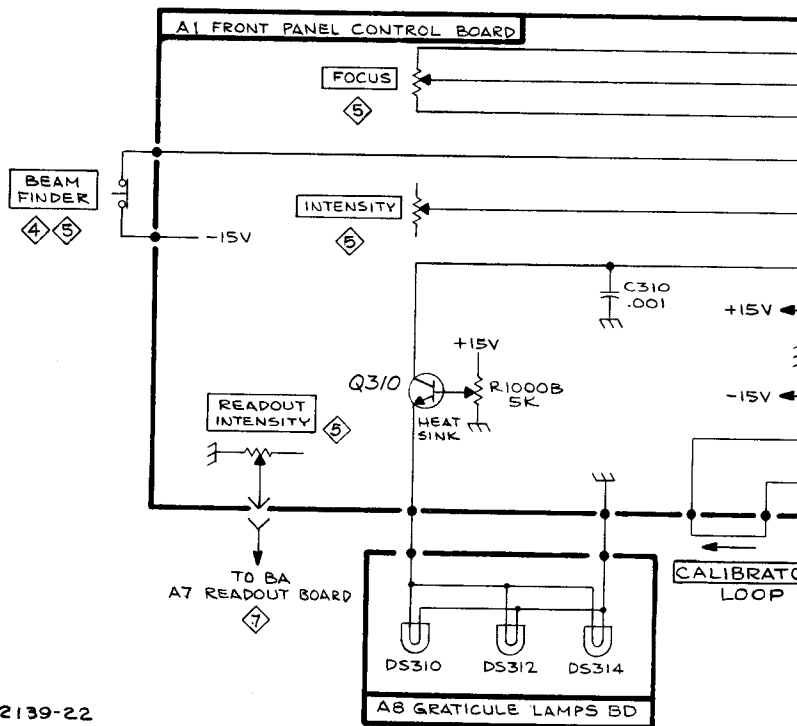 A1 FRONT PANEL CONTROL BOARD
FOCUS
5
BEAM
FINDER
4 5
-15V
INTENSITY
5
C310
.001
+15V
+15V
Q310
R1000B
5K
-15V
HEAT
SINK
READOUT
INTENSITY
5
TO BA
A7 READOUT BOARD
7
CALIBRATO
LOOP
DS310
DS312
DS314
A8 GRATICULE LAMPS BD
2139-22